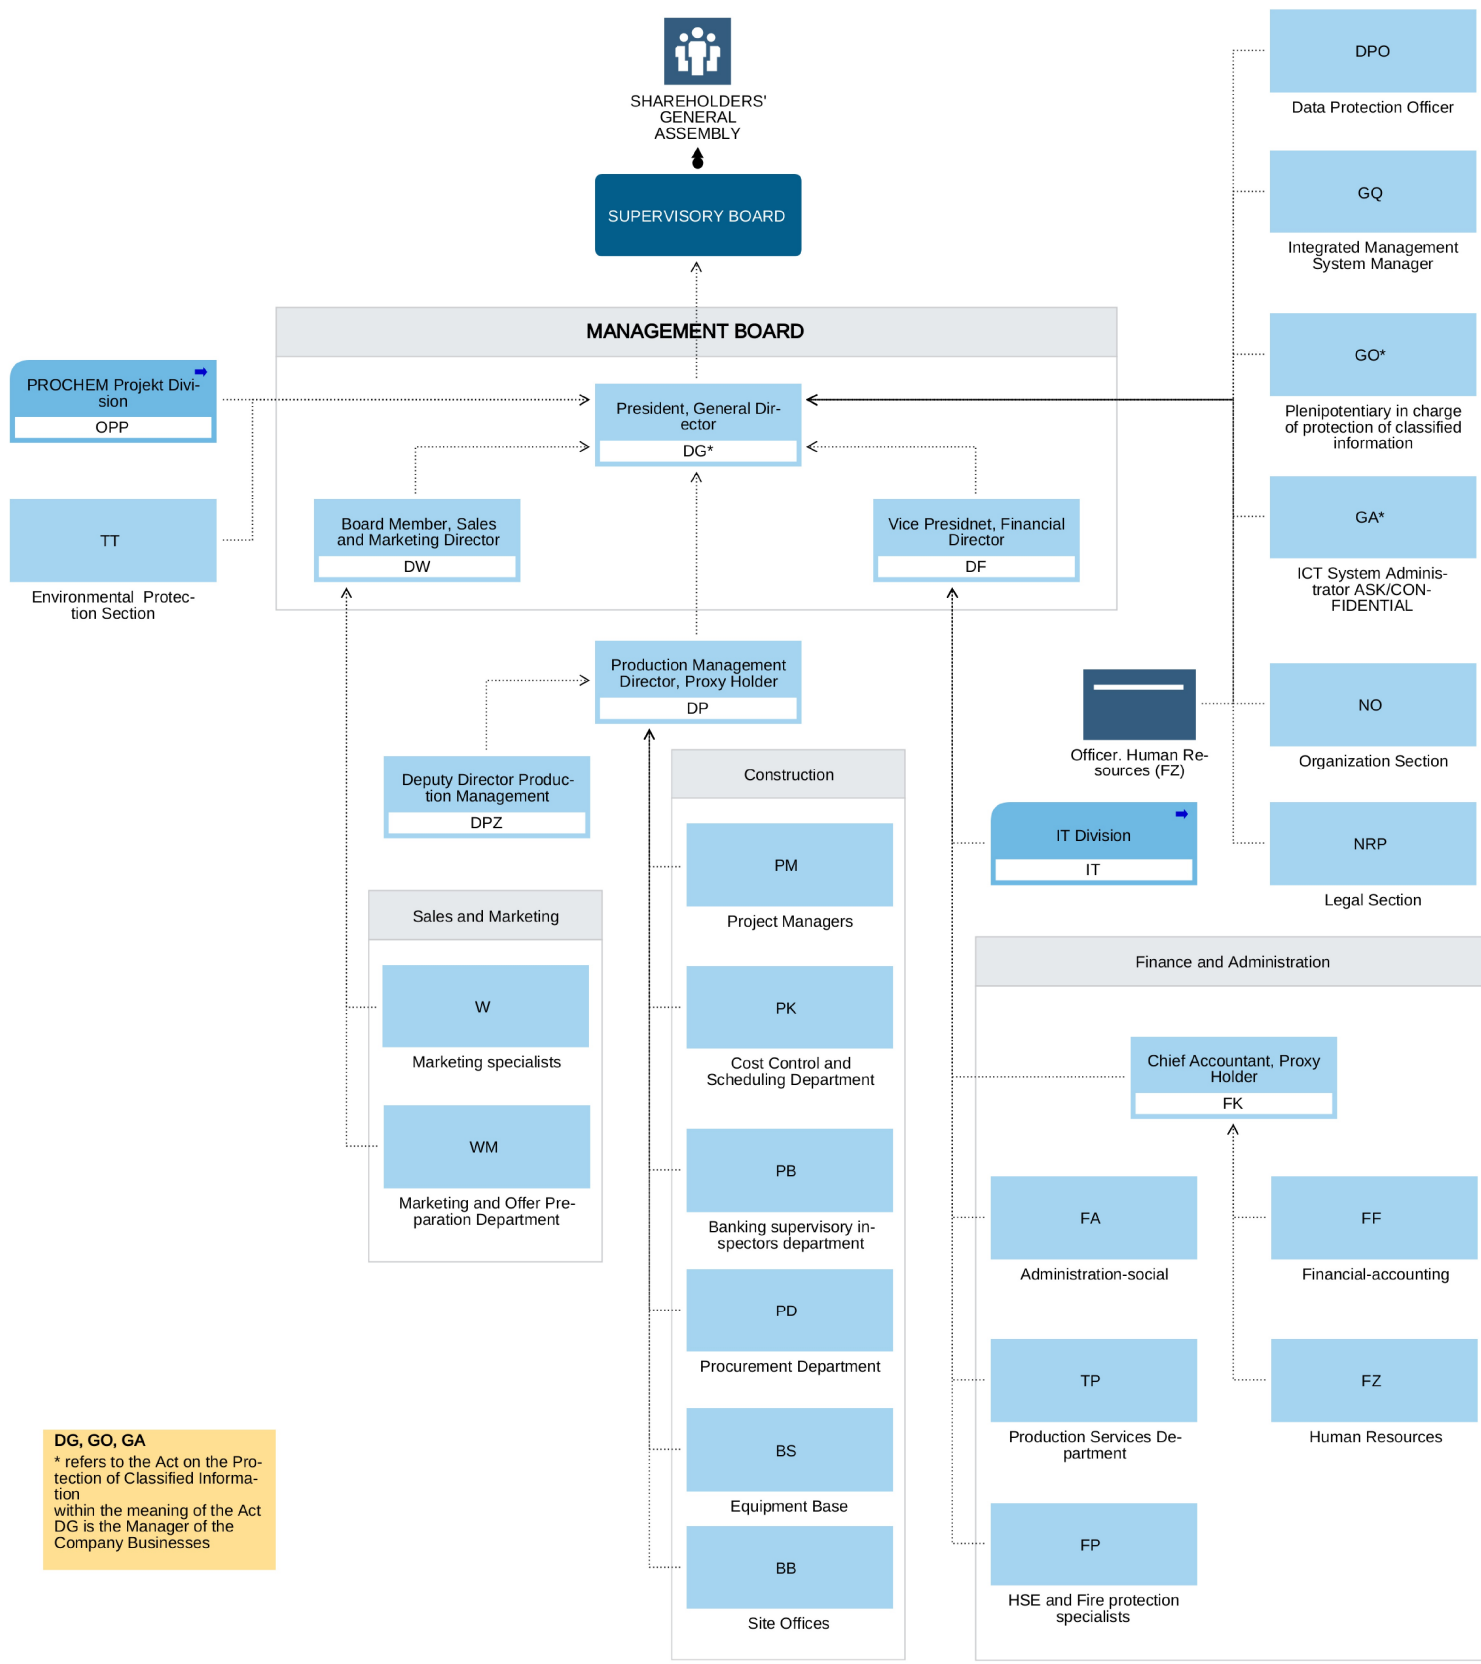 SHAREHOLDERS'
GENERAL
ASSEMBLY
SUPERVISORY BOARD
DPO
Data Protection Officer
GQ
Integrated Management
System Manager
GO*
Plenipotentiary in charge
of protection of classified
information
GA*
ICT System Adminis-
trator ASK/CON-
FIDENTIAL
NO
Organization Section
NRP
Legal Section
MANAGEMENT BOARD
PROCHEM Projekt Divi-
sion
OPP
TT
Environmental Protec-
tion Section
President, General Dir-
ector
DG*
Board Member, Sales
and Marketing Director
DW
Vice Presidnet, Financial
Director
DF
Production Management
Director, Proxy Holder
DP
Deputy Director Produc-
tion Management
DPZ
Officer. Human Re-
sources (FZ)
IT Division
IT
Sales and Marketing
W
Marketing specialists
WM
Marketing and Offer Pre-
paration Department
Construction
PM
Project Managers
PK
Cost Control and
Scheduling Department
PB
Banking supervisory in-
spectors department
PD
Procurement Department
BS
Equipment Base
BB
Site Offices
Finance and Administration
Chief Accountant, Proxy
Holder
FK
FA
Administration-social
FF
Financial-accounting
TP
Production Services De-
partment
FZ
Human Resources
FP
HSE and Fire protection
specialists
DG, GO, GA
* refers to the Act on the Pro-
tection of Classified Informa-
tion
within the meaning of the Act
DG is the Manager of the
Company Businesses